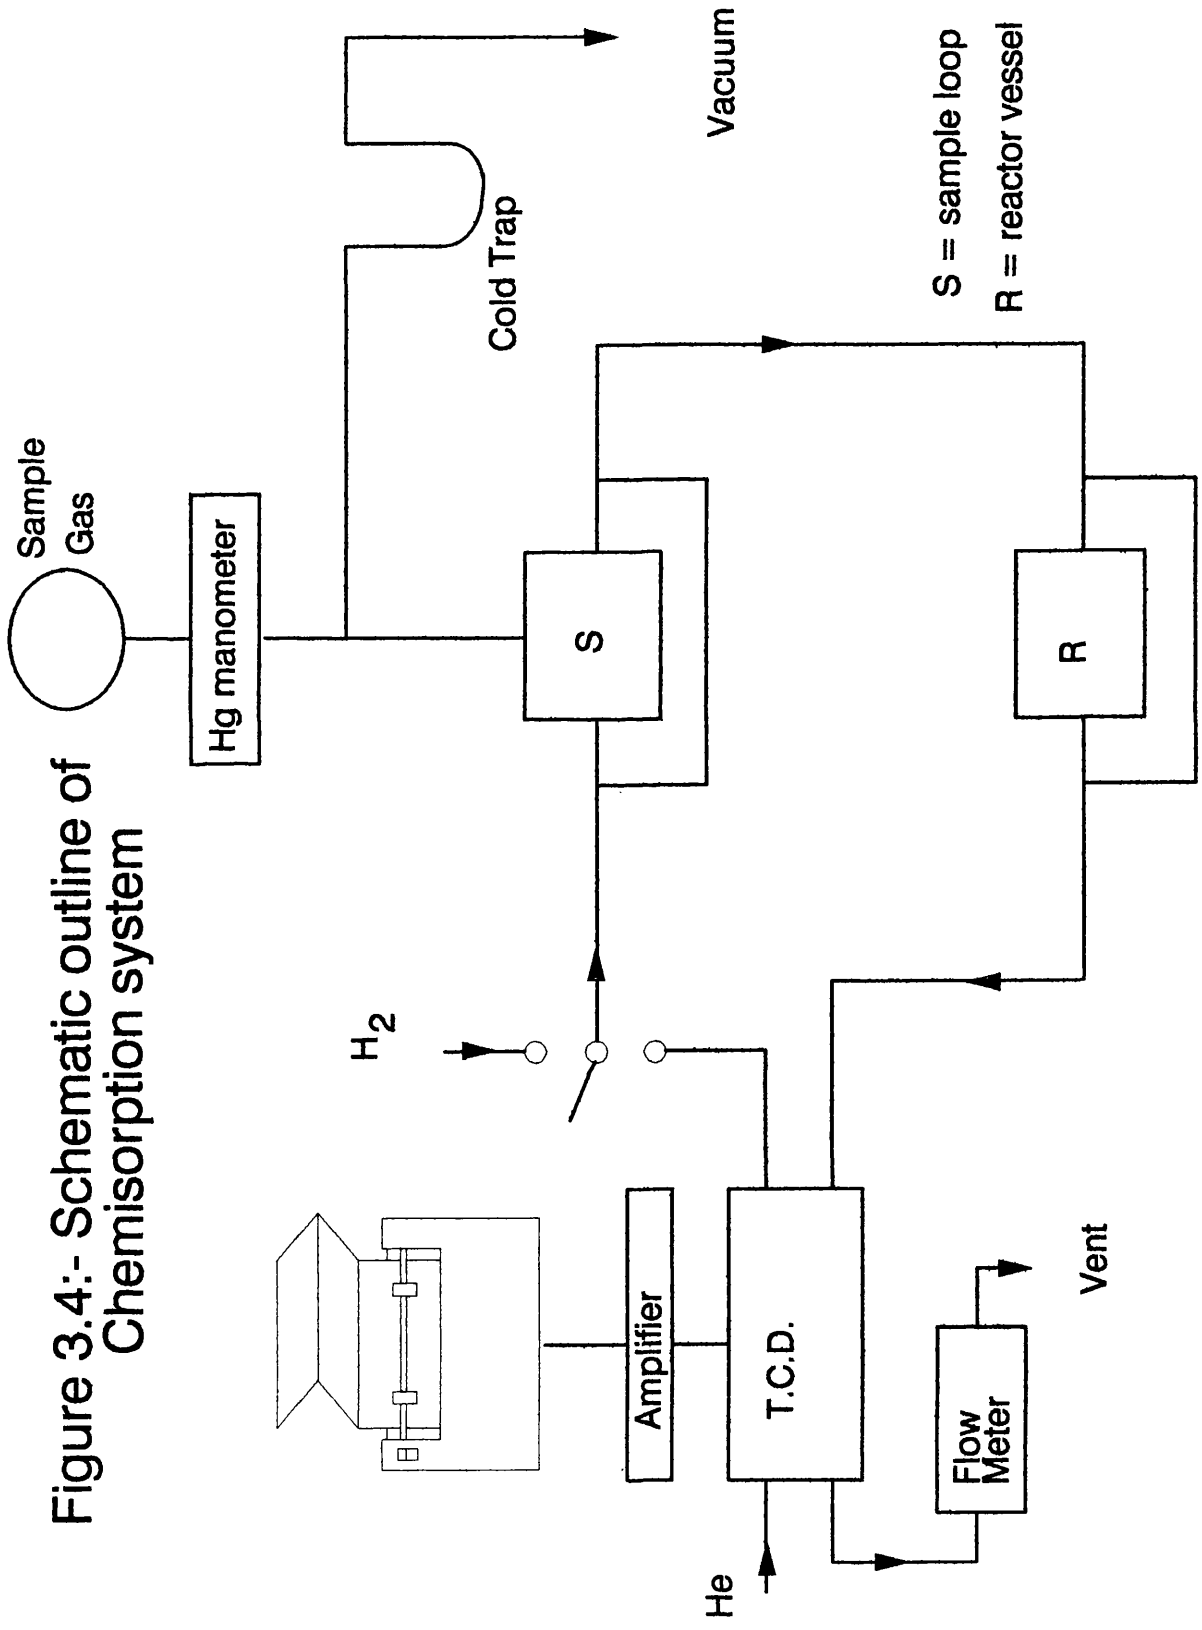 Figure 3.4:- Schematic outline of
Chemisorption system
Sample
Gas
Hg manometer
H2
Cold Trap
Vacuum
S
Amplifier
T.C.D.
He
Flow
Meter
Vent
R
S = sample loop
R = reactor vessel